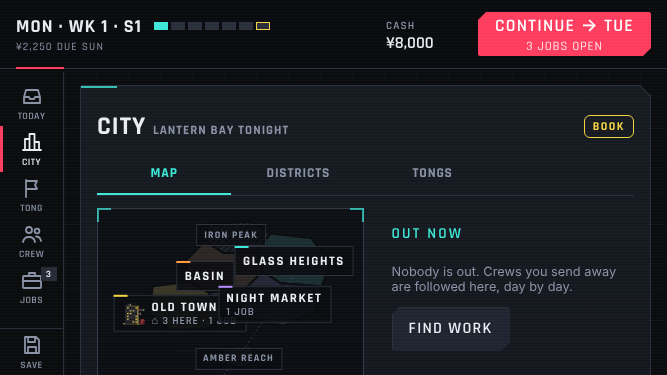 MON · WK 1 · S1
¥2,250 DUE SUN
CASH
¥8,000
CONTINUE → TUE
3 JOBS OPEN
TODAY
CITY
TONG
CREW
3
JOBS
SAVE
CITY LANTERN BAY TONIGHT
BOOK
MAP
DISTRICTS
TONGS
IRON PEAK
GLASS HEIGHTS
BASIN
NIGHT MARKET
1 JOB
OLD TOWN
3 HERE · 1 JOB
AMBER REACH
OUT NOW
Nobody is out. Crews you send away
are followed here, day by day.
FIND WORK